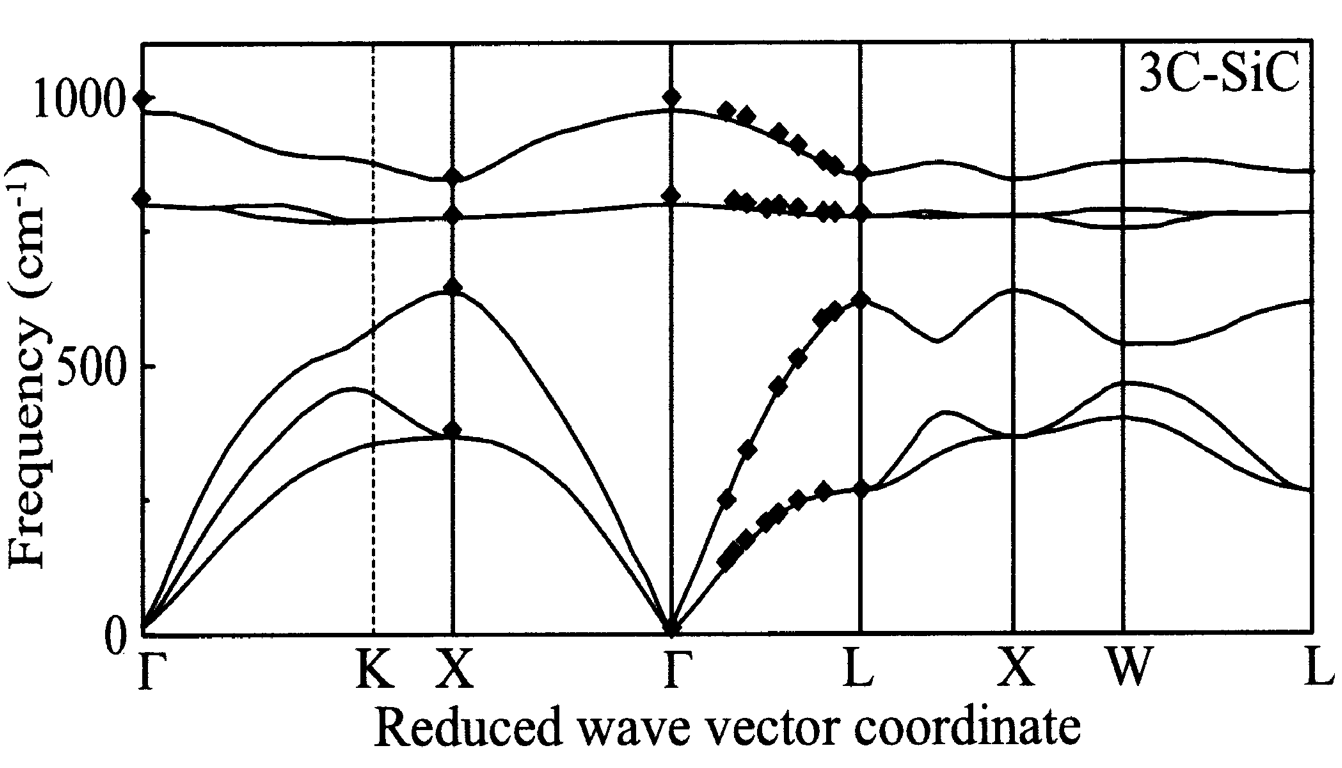 3C-SiC
1000
500
0
Frequency (cm⁻¹)
Γ K X Γ L X W L
Reduced wave vector coordinate